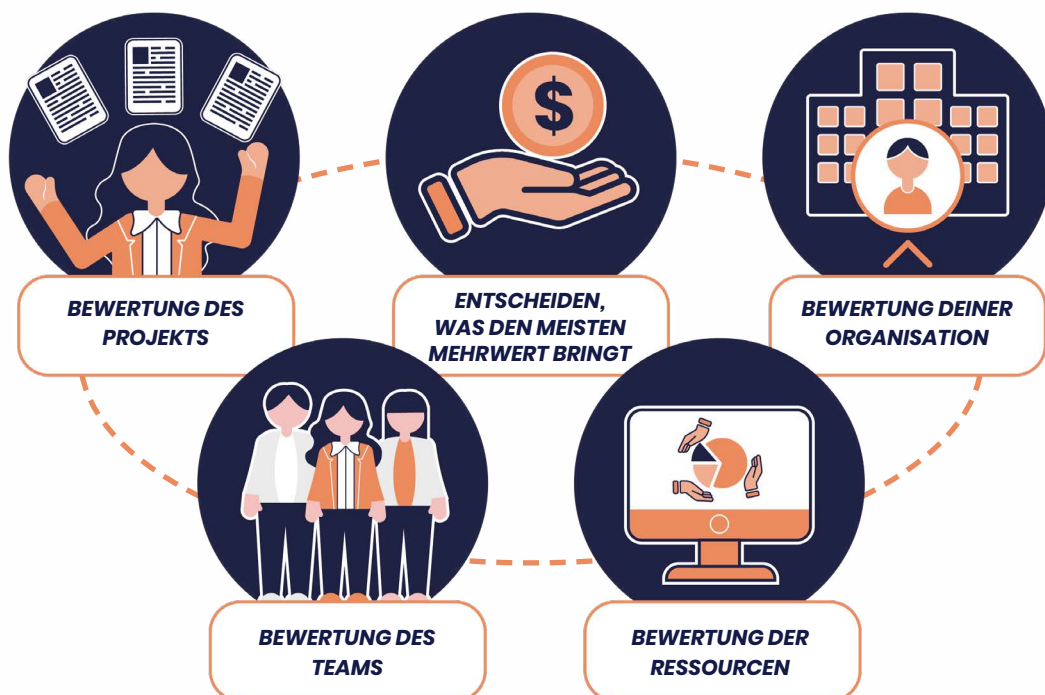 $
BEWERTUNG DES
PROJEKTS
ENTSCHEIDEN,
WAS DEN MEISTEN
MEHRWERT BRINGT
BEWERTUNG DEINER
ORGANISATION
BEWERTUNG DES
TEAMS
BEWERTUNG DER
RESSOURCEN